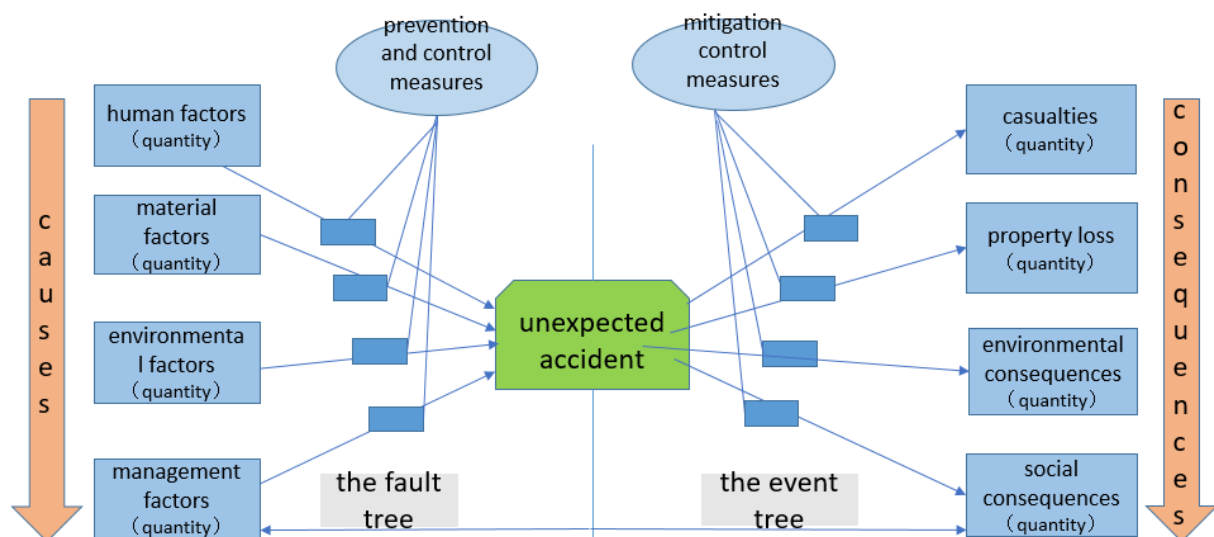 prevention
and control
measures
mitigation
control
measures
causes
human factors
（quantity）
material
factors
（quantity）
environmenta
l factors
（quantity）
management
factors
（quantity）
unexpected
accident
the fault
tree
the event
tree
casualties
（quantity）
property loss
（quantity）
environmental
consequences
（quantity）
social
consequences
（quantity）
consequences